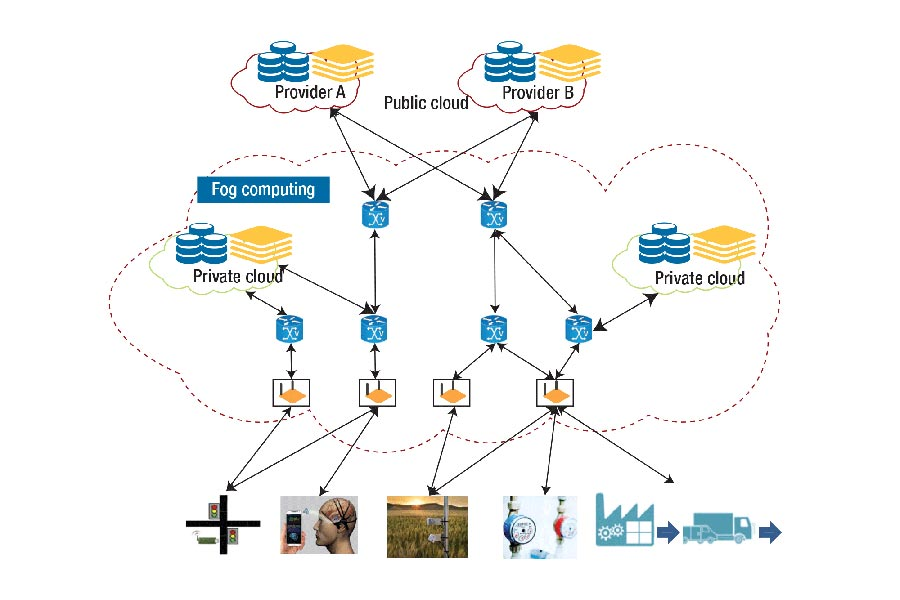 Provider A
Public cloud
Provider B
Fog computing
Private cloud
Private cloud